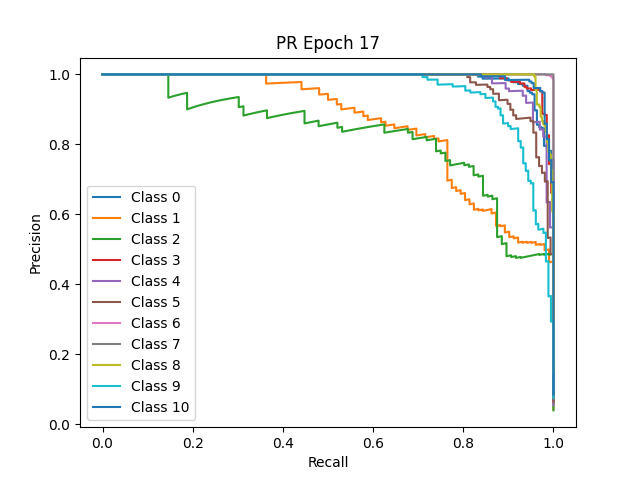 PR Epoch 17
Precision
1.0
0.8
0.6
0.4
0.2
0.0
Class 0
Class 1
Class 2
Class 3
Class 4
Class 5
Class 6
Class 7
Class 8
Class 9
Class 10
0.0 0.2 0.4 0.6 0.8 1.0
Recall